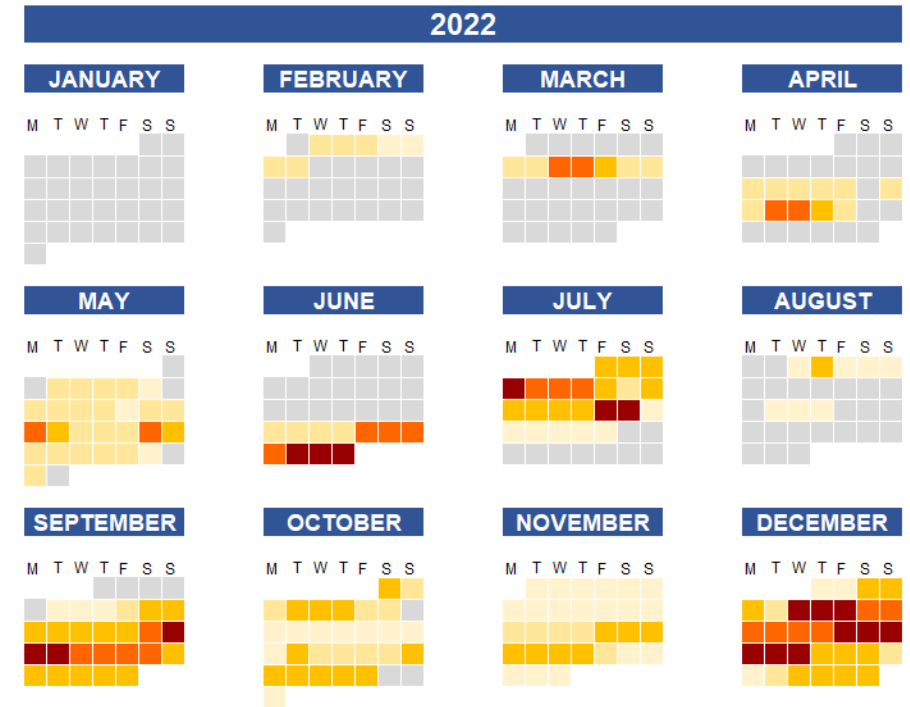 2022
JANUARY FEBRUARY MARCH APRIL
M T W T F S S M T W T F S S M T W T F S S M T W T F S S
MAY JUNE JULY AUGUST
M T W T F S S M T W T F S S M T W T F S S M T W T F S S
SEPTEMBER OCTOBER NOVEMBER DECEMBER
M T W T F S S M T W T F S S M T W T F S S M T W T F S S